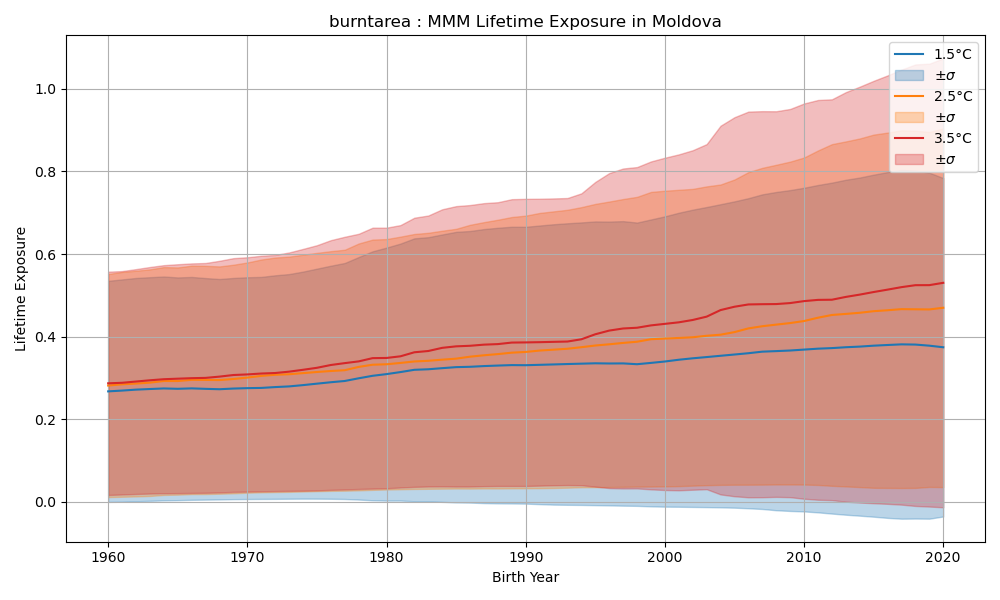 burntarea : MMM Lifetime Exposure in Moldova
1.5°C
±σ
2.5°C
±σ
3.5°C
±σ
Lifetime Exposure
1.0
0.8
0.6
0.4
0.2
0.0
1960 1970 1980 1990 2000 2010 2020
Birth Year